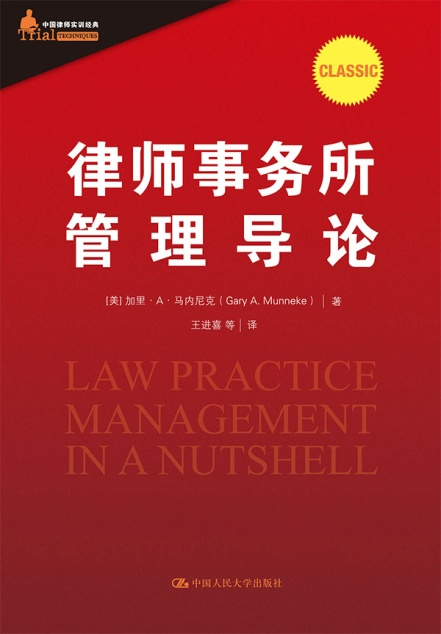 中国律师实训经典
Trial TECHNIQUES
CLASSIC
律师事务所
管理导论
[美] 加里·A·马内尼克（Gary A. Munneke） 著
王进喜 等 译
LAW PRACTICE
MANAGEMENT
IN A NUTSHELL
中国人民大学出版社